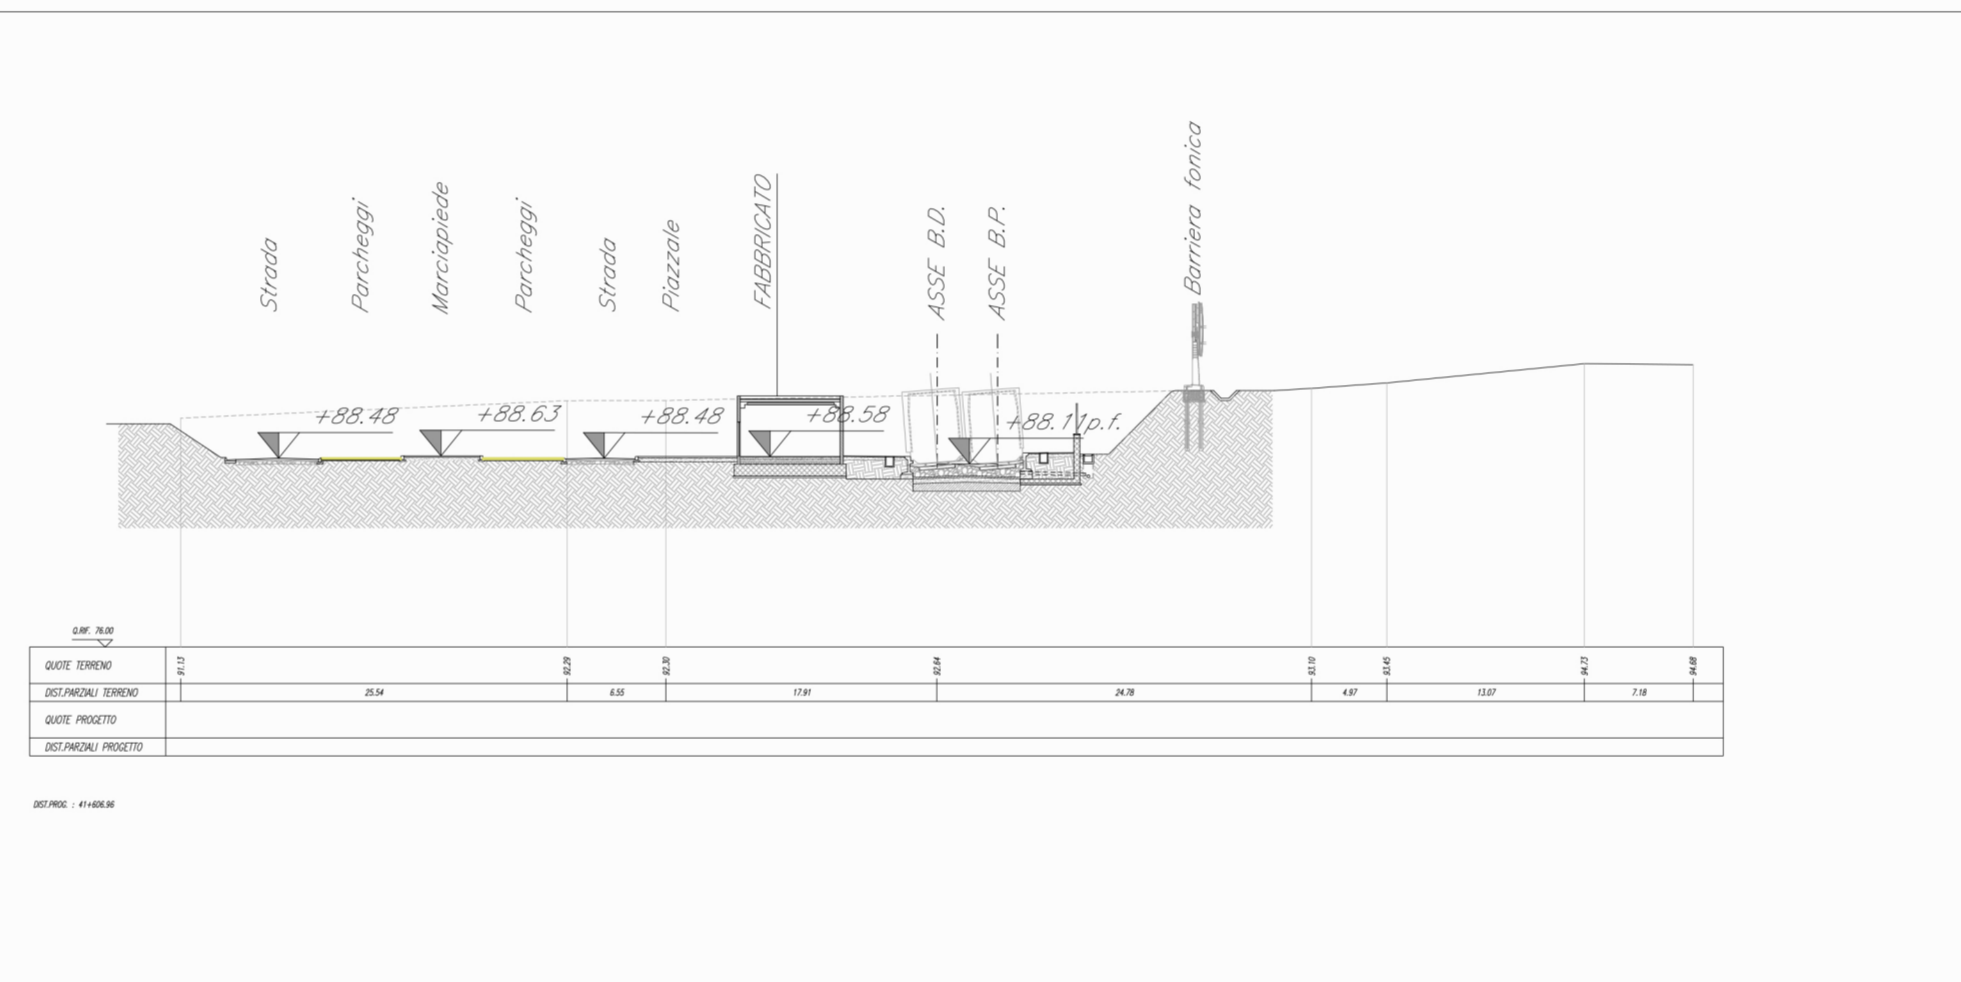 Strada
Parcheggi
Marciapiede
Parcheggi
Strada
Piazzale
FABBRICATO
ASSE B.D.
ASSE B.P.
Barriera fonica
+88.48
+88.63
+88.48
+88.58
+88.11p.f.
Q.RIF. 76.00
QUOTE TERRENO 91.13 92.29 92.30 92.64 93.10 93.45 94.73 94.68
DIST.PARZIALI TERRENO 25.54 6.55 17.91 24.78 4.97 13.07 7.18
QUOTE PROGETTO
DIST.PARZIALI PROGETTO
DIST.PROG. : 41+606.96